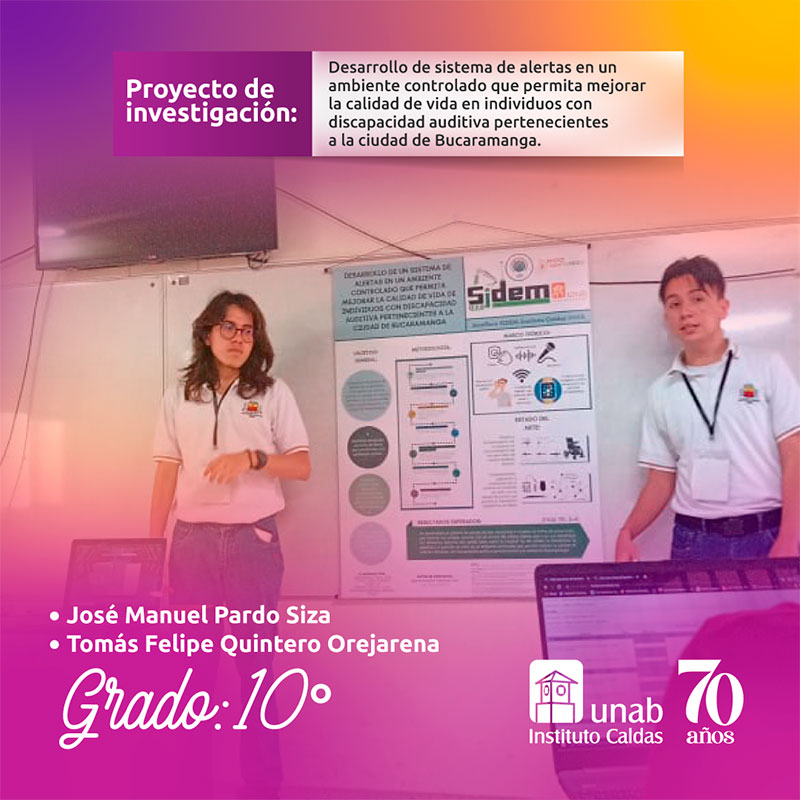 Proyecto de
investigación:
Desarrollo de sistema de alertas en un
ambiente controlado que permita mejorar
la calidad de vida en individuos con
discapacidad auditiva pertenecientes
a la ciudad de Bucaramanga.
DESARROLLO DE UN SISTEMA DE
ALERTAS EN UN AMBIENTE
CONTROLADO QUE PERMITA
MEJORAR LA CALIDAD DE VIDA DE
INDIVIDUOS CON DISCAPACIDAD
AUDITIVA PERTENECIENTES A LA
CIUDAD DE BUCARAMANGA
Sidem
unab
OBJETIVO
GENERAL:
METODOLOGÍA:
MARCO TEÓRICO:
ESTADO DEL
ARTE:
RESULTADOS ESPERADOS:
• José Manuel Pardo Siza
• Tomás Felipe Quintero Orejarena
Grado: 10°
unab
Instituto Caldas
70
años